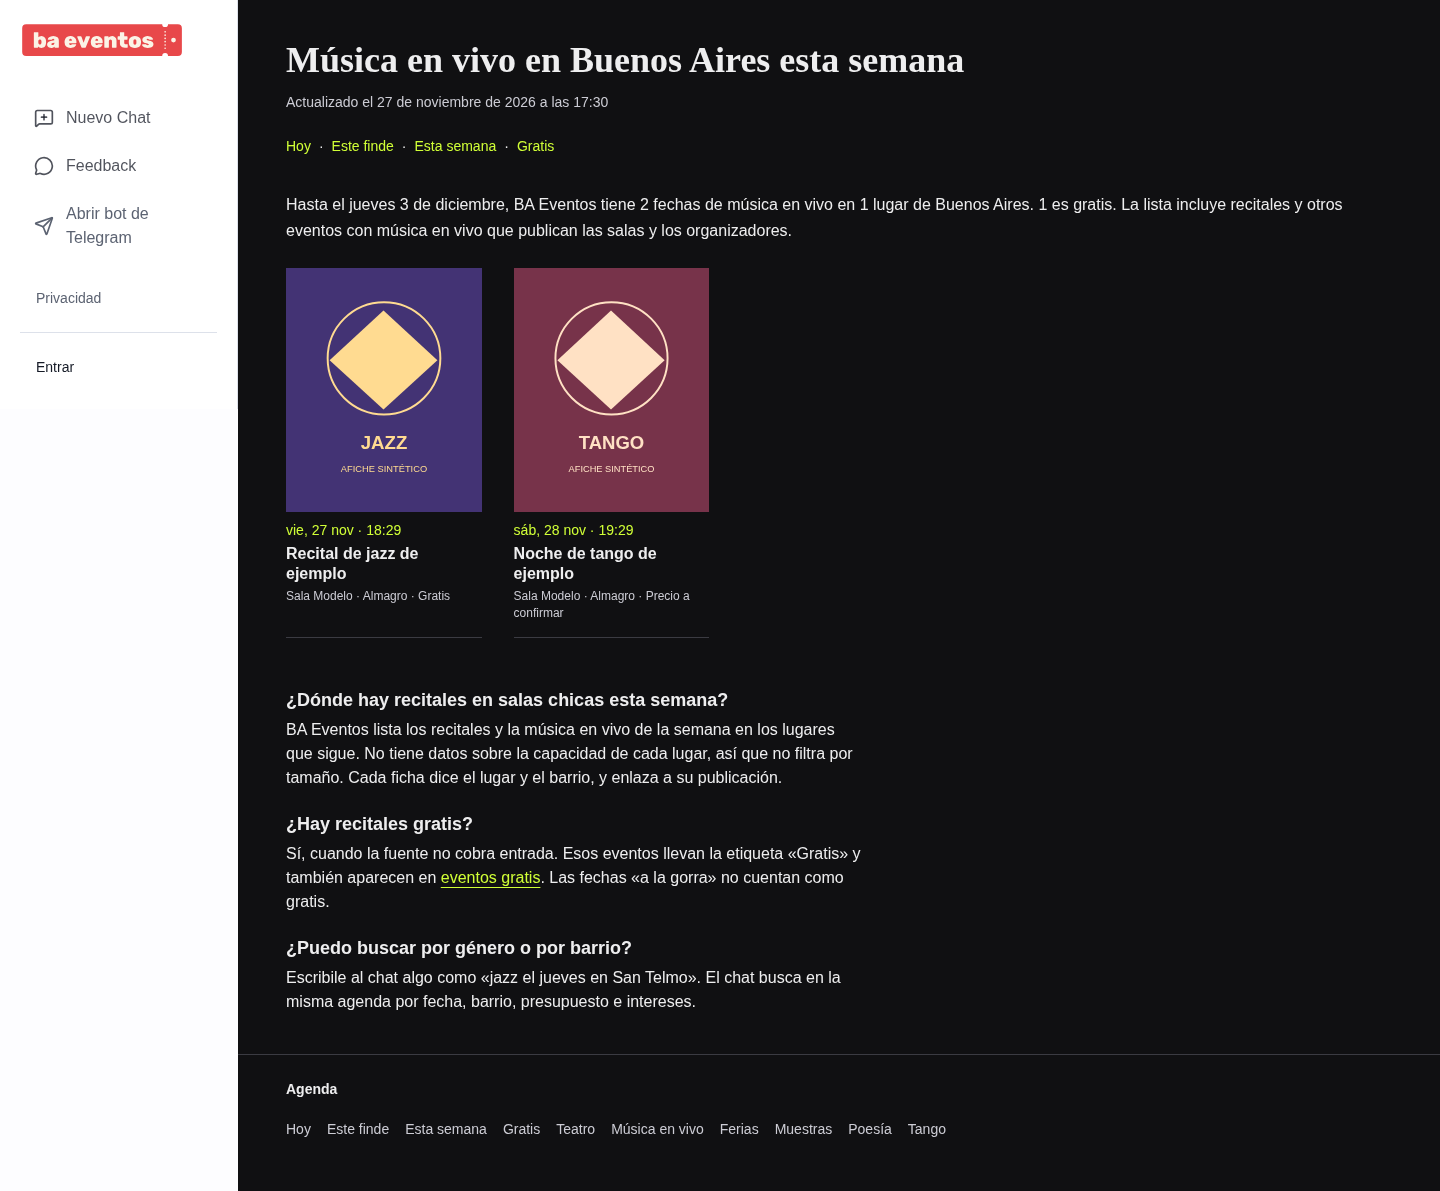 ba eventos
Nuevo Chat
Feedback
Abrir bot de
Telegram
Privacidad
Entrar
Música en vivo en Buenos Aires esta semana
Actualizado el 27 de noviembre de 2026 a las 17:30
Hoy · Este finde · Esta semana · Gratis
Hasta el jueves 3 de diciembre, BA Eventos tiene 2 fechas de música en vivo en 1 lugar de Buenos Aires. 1 es gratis. La lista incluye recitales y otros
eventos con música en vivo que publican las salas y los organizadores.
JAZZ
AFICHE SINTÉTICO
vie, 27 nov · 18:29
Recital de jazz de
ejemplo
Sala Modelo · Almagro · Gratis
TANGO
AFICHE SINTÉTICO
sáb, 28 nov · 19:29
Noche de tango de
ejemplo
Sala Modelo · Almagro · Precio a
confirmar
¿Dónde hay recitales en salas chicas esta semana?
BA Eventos lista los recitales y la música en vivo de la semana en los lugares
que sigue. No tiene datos sobre la capacidad de cada lugar, así que no filtra por
tamaño. Cada ficha dice el lugar y el barrio, y enlaza a su publicación.
¿Hay recitales gratis?
Sí, cuando la fuente no cobra entrada. Esos eventos llevan la etiqueta «Gratis» y
también aparecen en eventos gratis. Las fechas «a la gorra» no cuentan como
gratis.
¿Puedo buscar por género o por barrio?
Escribile al chat algo como «jazz el jueves en San Telmo». El chat busca en la
misma agenda por fecha, barrio, presupuesto e intereses.
Agenda
Hoy Este finde Esta semana Gratis Teatro Música en vivo Ferias Muestras Poesía Tango